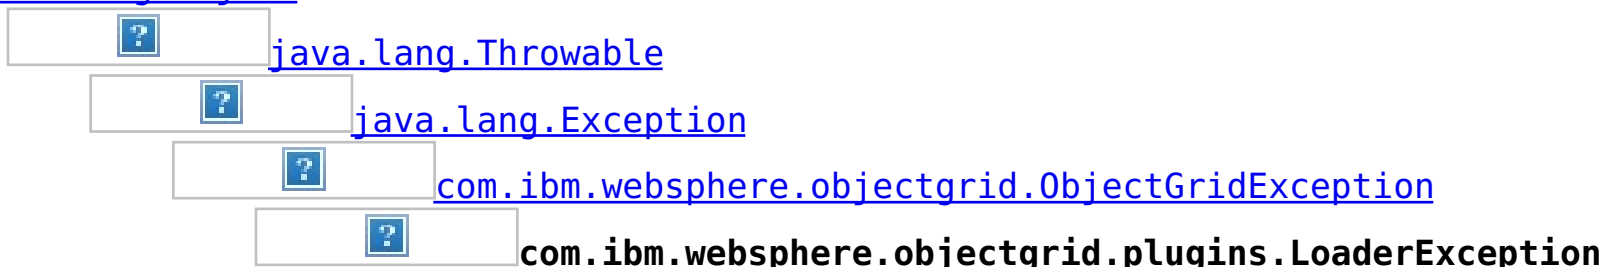 java.lang.Throwable
java.lang.Exception
com.ibm.websphere.objectgrid.ObjectGridException
com.ibm.websphere.objectgrid.plugins.LoaderException